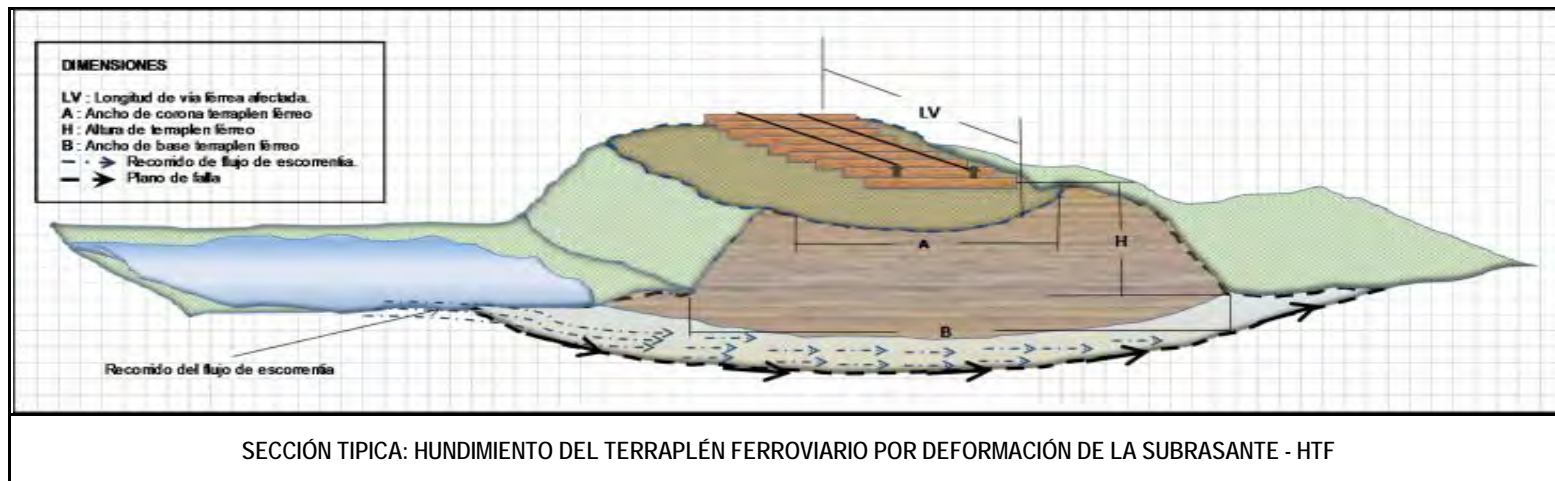 DIMENSIONES
LV : Longitud de vía férrea afectada.
A : Ancho de corona terraplen férreo
H : Altura de terraplen férreo
B : Ancho de base terraplen férreo
Recorrido de flujo de escorrentía.
Plano de falla
LV
A
H
B
Recorrido del flujo de escorrentía
SECCIÓN TIPICA: HUNDIMIENTO DEL TERRAPLÉN FERROVIARIO POR DEFORMACIÓN DE LA SUBRASANTE - HTF